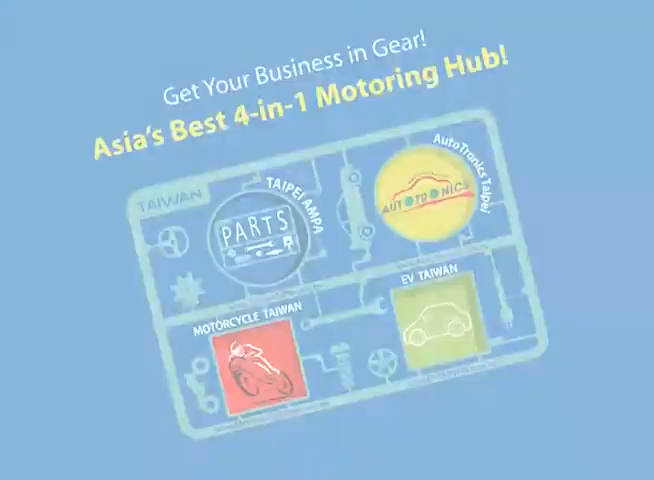 Get Your Business in Gear!
Asia's Best 4-in-1 Motoring Hub!
TAIWAN
TAIPEI AMPA
PARTS
AutoTronics Taipei
AUTOTRONICS
MOTORCYCLE TAIWAN
EV TAIWAN